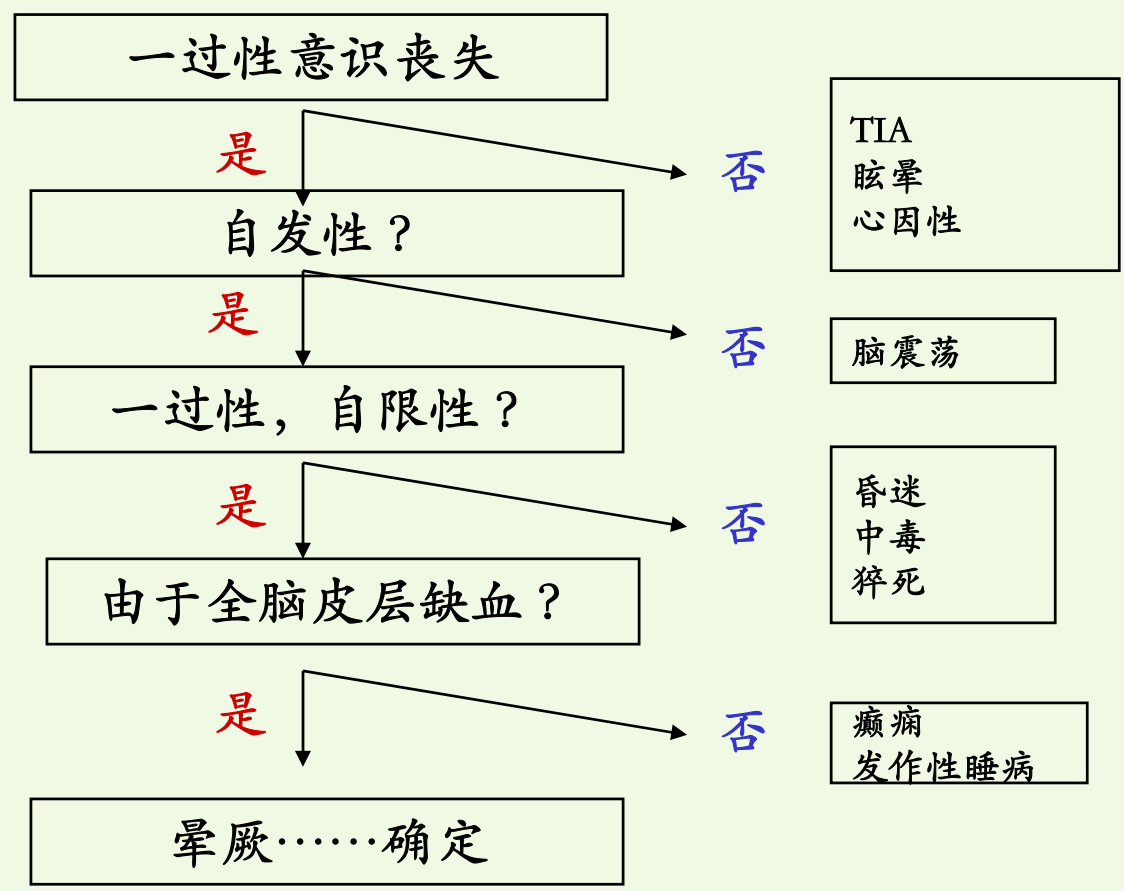 一过性意识丧失
是
否
TIA
眩晕
心因性
自发性？
是
否
脑震荡
一过性，自限性？
是
否
昏迷
中毒
猝死
由于全脑皮层缺血？
是
否
癫痫
发作性睡病
晕厥……确定